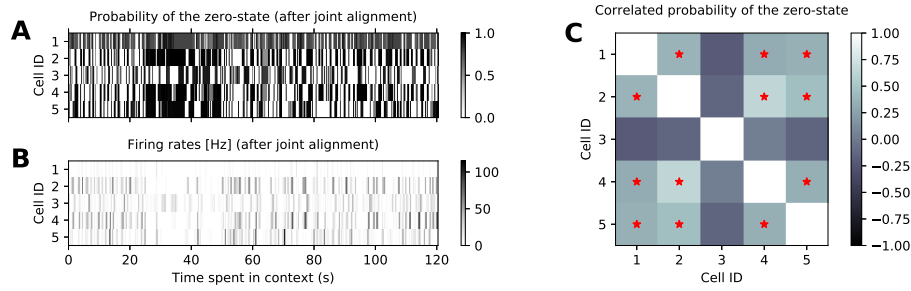 A
Probability of the zero-state (after joint alignment)
Cell ID
1
2
3
4
5
1.0
0.5
0.0
B
Firing rates [Hz] (after joint alignment)
Cell ID
1
2
3
4
5
100
50
0
0 20 40 60 80 100 120
Time spent in context (s)
Correlated probability of the zero-state
C
Cell ID
1
2
3
4
5
1 2 3 4 5
Cell ID
1.00
0.75
0.50
0.25
0.00
−0.25
−0.50
−0.75
−1.00